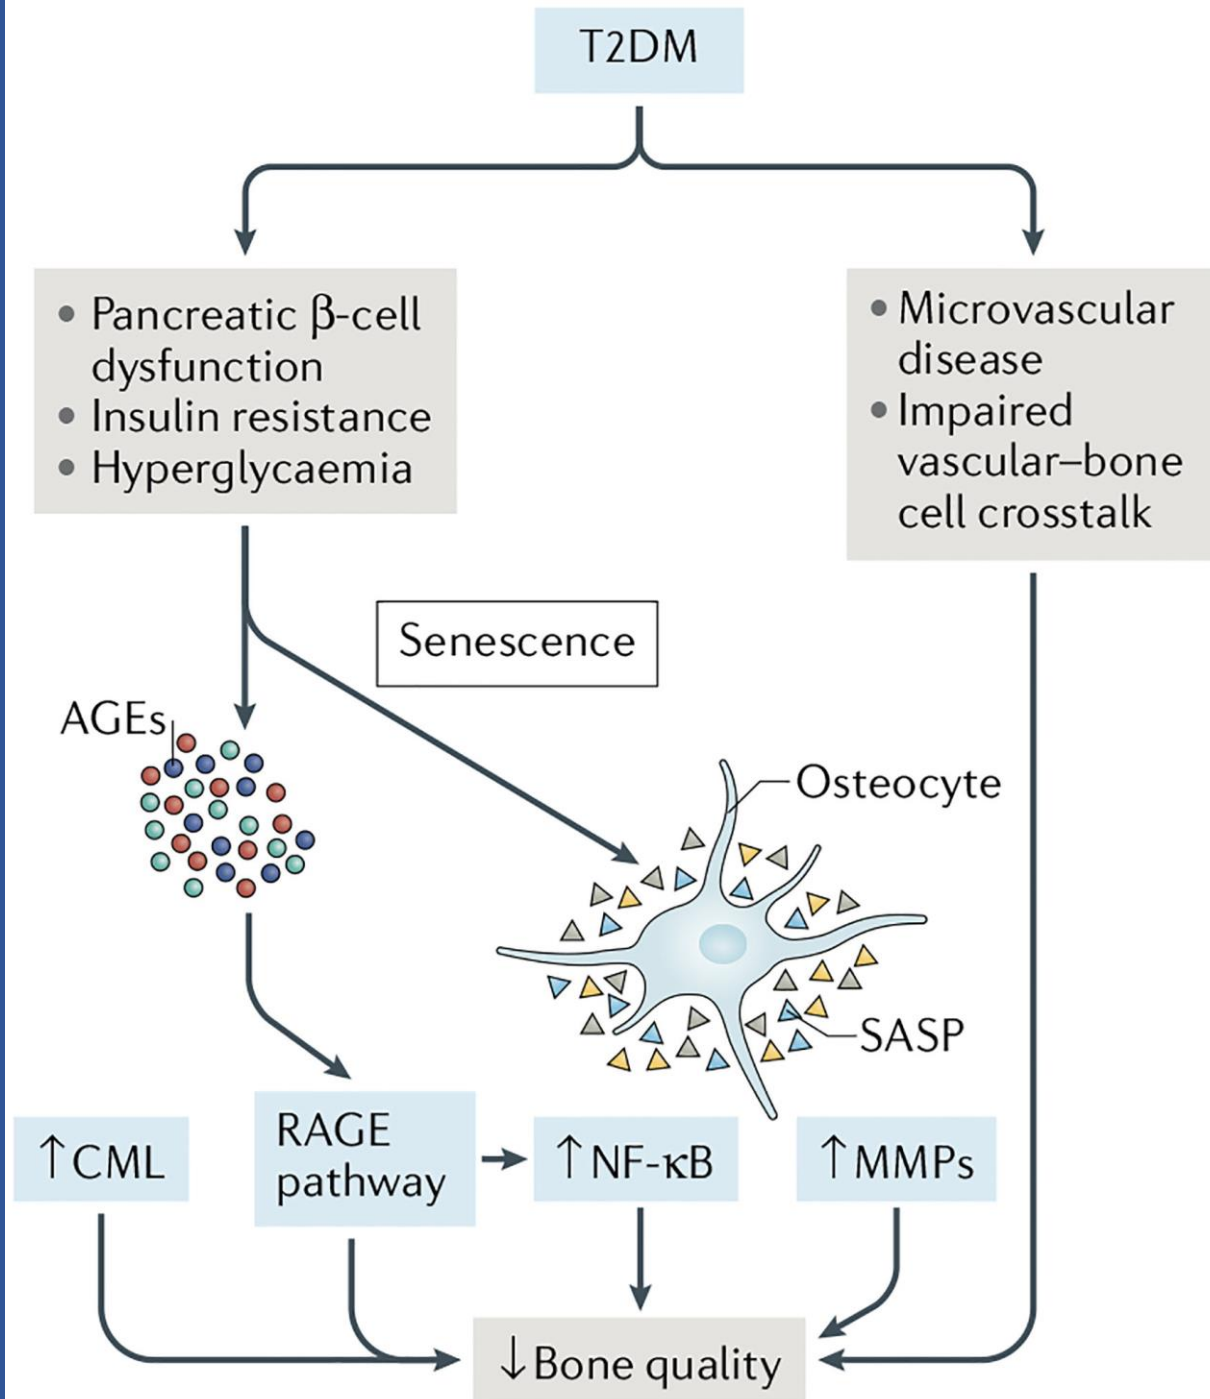 T2DM
• Pancreatic β-cell
dysfunction
• Insulin resistance
• Hyperglycaemia
• Microvascular
disease
• Impaired
vascular–bone
cell crosstalk
Senescence
AGEs
Osteocyte
SASP
↑CML
RAGE
pathway
↑NF-κB
↑MMPs
↓Bone quality